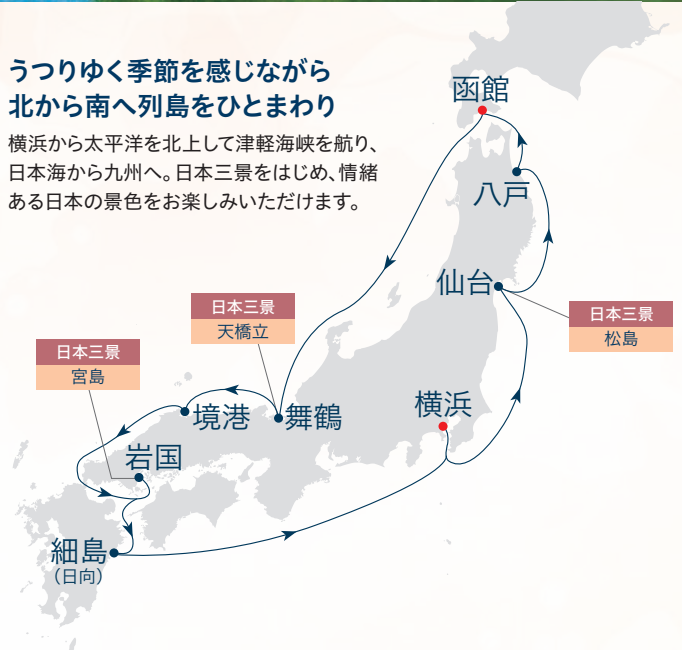 うつりゆく季節を感じながら
北から南へ列島をひとまわり
横浜から太平洋を北上して津軽海峡を航り、
日本海から九州へ。日本三景をはじめ、情緒
ある日本の景色をお楽しみいただけます。
函館
八戸
仙台
日本三景
松島
日本三景
天橋立
日本三景
宮島
境港
舞鶴
横浜
岩国
細島
（日向）